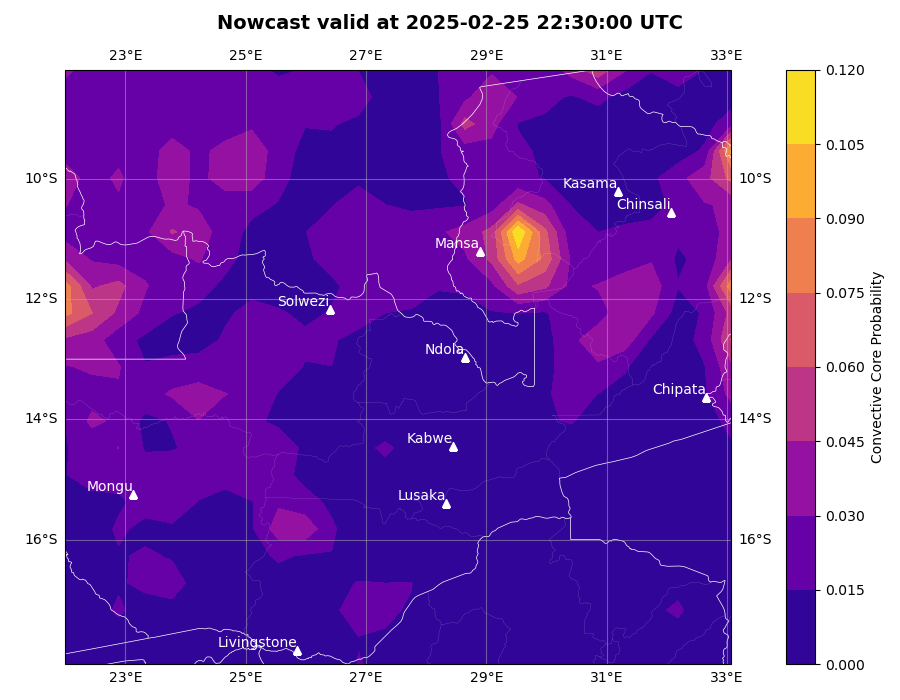 Nowcast valid at 2025-02-25 22:30:00 UTC
23°E 25°E 27°E 29°E 31°E 33°E
0.120
0.105
10°S 10°S
Kasama
Chinsali
0.090
Mansa
12°S 12°S
0.075
Solwezi
Ndola
0.060
Chipata
14°S 14°S
0.045
Kabwe
Mongu
Lusaka
0.030
16°S 16°S
0.015
Livingstone
0.000
23°E 25°E 27°E 29°E 31°E 33°E
Convective Core Probability